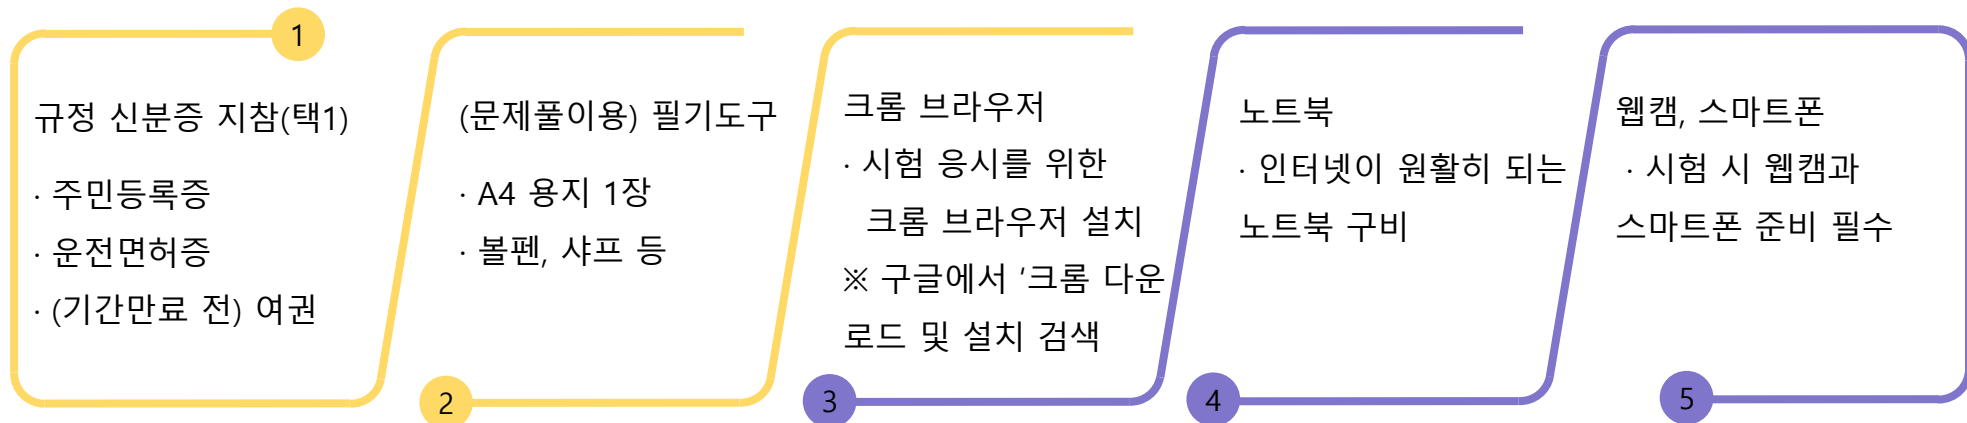 1
규정 신분증 지참(택1)
· 주민등록증
· 운전면허증
· (기간만료 전) 여권
2
(문제풀이용) 필기도구
· A4 용지 1장
· 볼펜, 샤프 등
3
크롬 브라우저
· 시험 응시를 위한
크롬 브라우저 설치
※ 구글에서 ‘크롬 다운
로드 및 설치 검색
4
노트북
· 인터넷이 원활히 되는
노트북 구비
5
웹캠, 스마트폰
· 시험 시 웹캠과
스마트폰 준비 필수